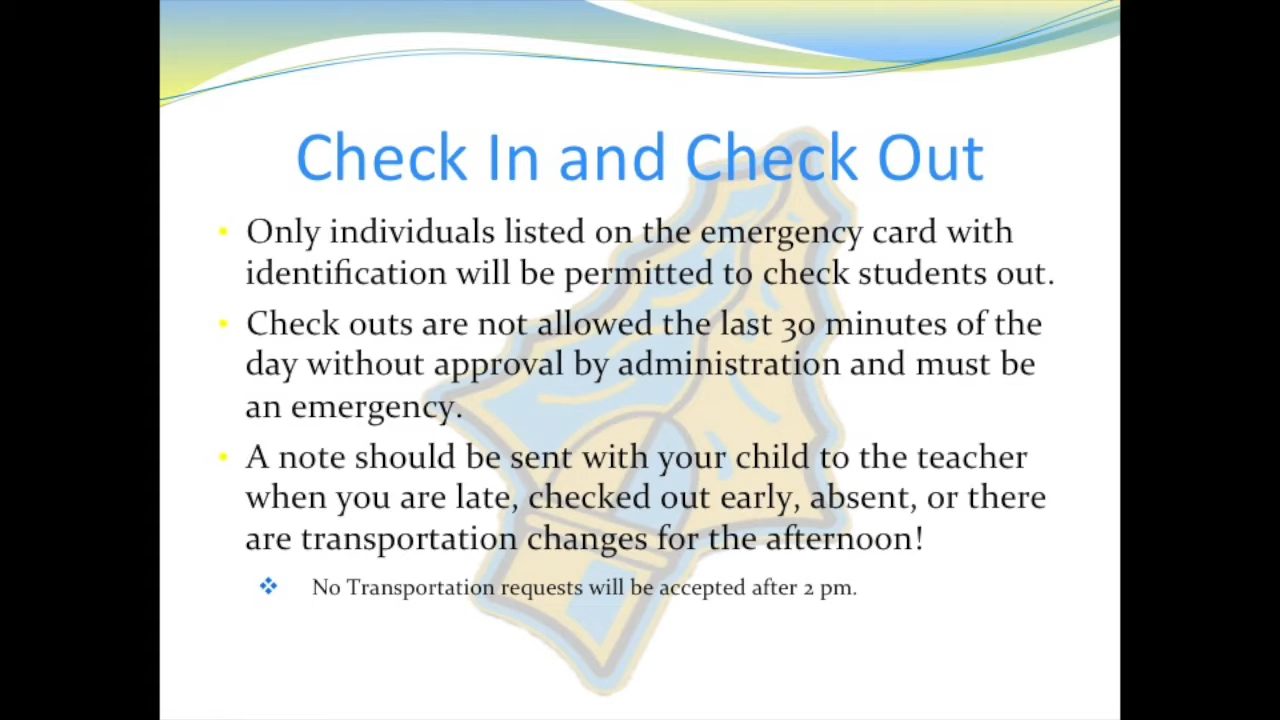 Check In and Check Out
• Only individuals listed on the emergency card with
identification will be permitted to check students out.
• Check outs are not allowed the last 30 minutes of the
day without approval by administration and must be
an emergency.
• A note should be sent with your child to the teacher
when you are late, checked out early, absent, or there
are transportation changes for the afternoon!
❖ No Transportation requests will be accepted after 2 pm.